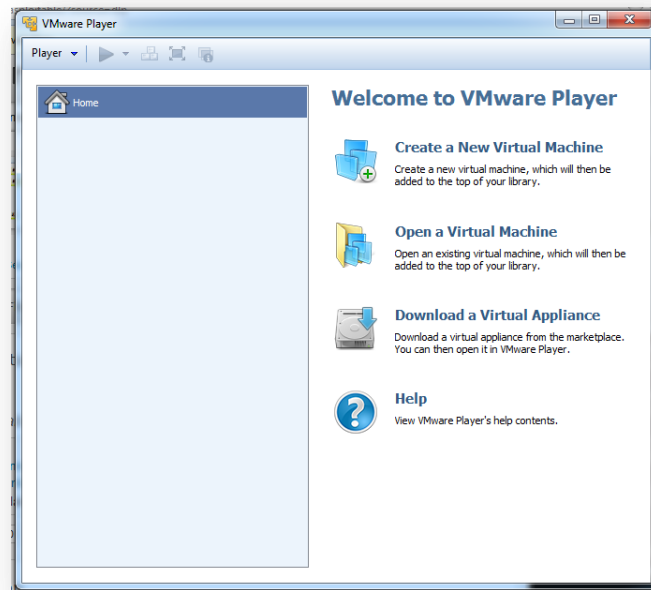 VMware Player
Player
Home
Welcome to VMware Player
Create a New Virtual Machine
Create a new virtual machine, which will then be
added to the top of your library.
Open a Virtual Machine
Open an existing virtual machine, which will then be
added to the top of your library.
Download a Virtual Appliance
Download a virtual appliance from the marketplace.
You can then open it in VMware Player.
Help
View VMware Player's help contents.